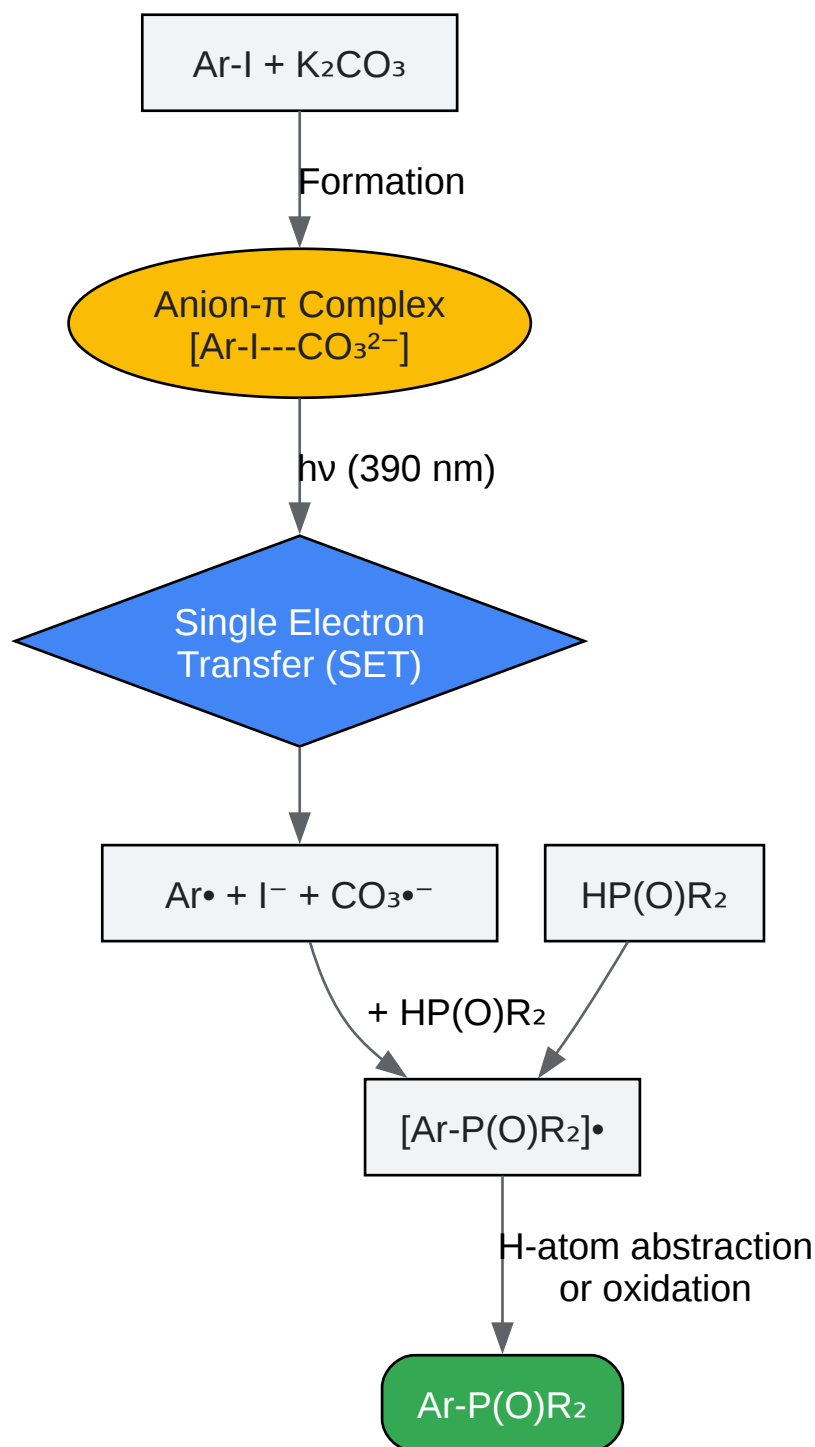 Ar-I + K₂CO₃
Formation
Anion-π Complex
[Ar-I---CO₃²⁻]
hν (390 nm)
Single Electron
Transfer (SET)
Ar• + I⁻ + CO₃•⁻
HP(O)R₂
+ HP(O)R₂
[Ar-P(O)R₂]•
H-atom abstraction
or oxidation
Ar-P(O)R₂